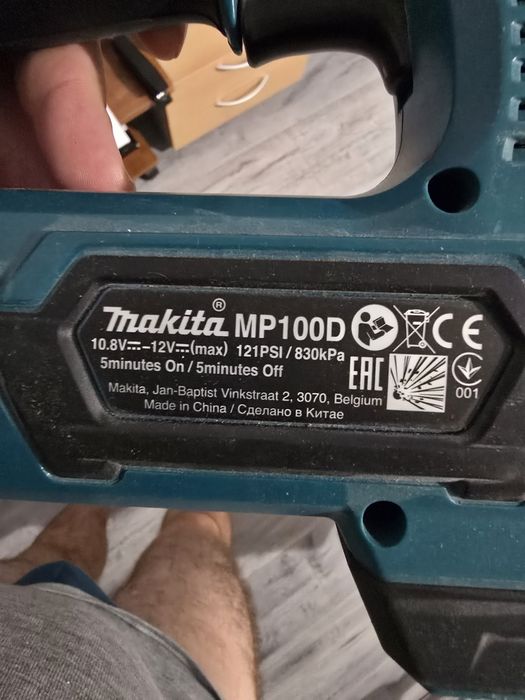 makita® MP100D
10.8V⎓–12V⎓(max) 121PSI / 830kPa
5minutes On / 5minutes Off
Makita, Jan-Baptist Vinkstraat 2, 3070, Belgium
Made in China / Сделано в Китае
CE
EAC
001